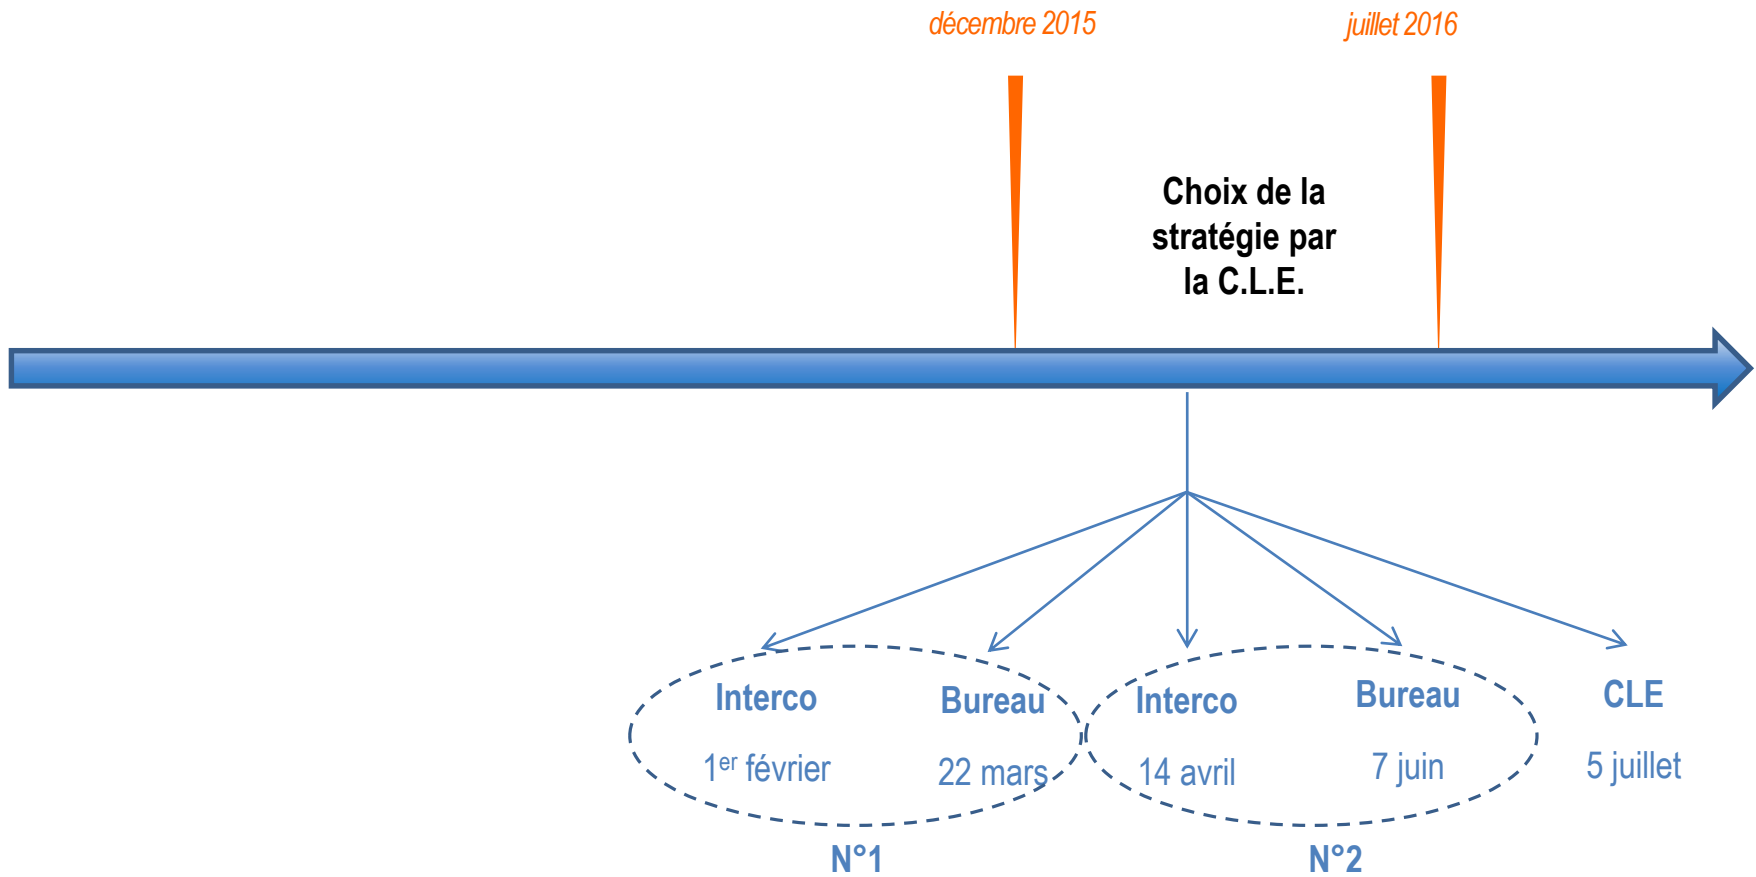 décembre 2015
juillet 2016
Choix de la
stratégie par
la C.L.E.
Interco
Bureau
Interco
Bureau
CLE
1er février
22 mars
14 avril
7 juin
5 juillet
N°1
N°2